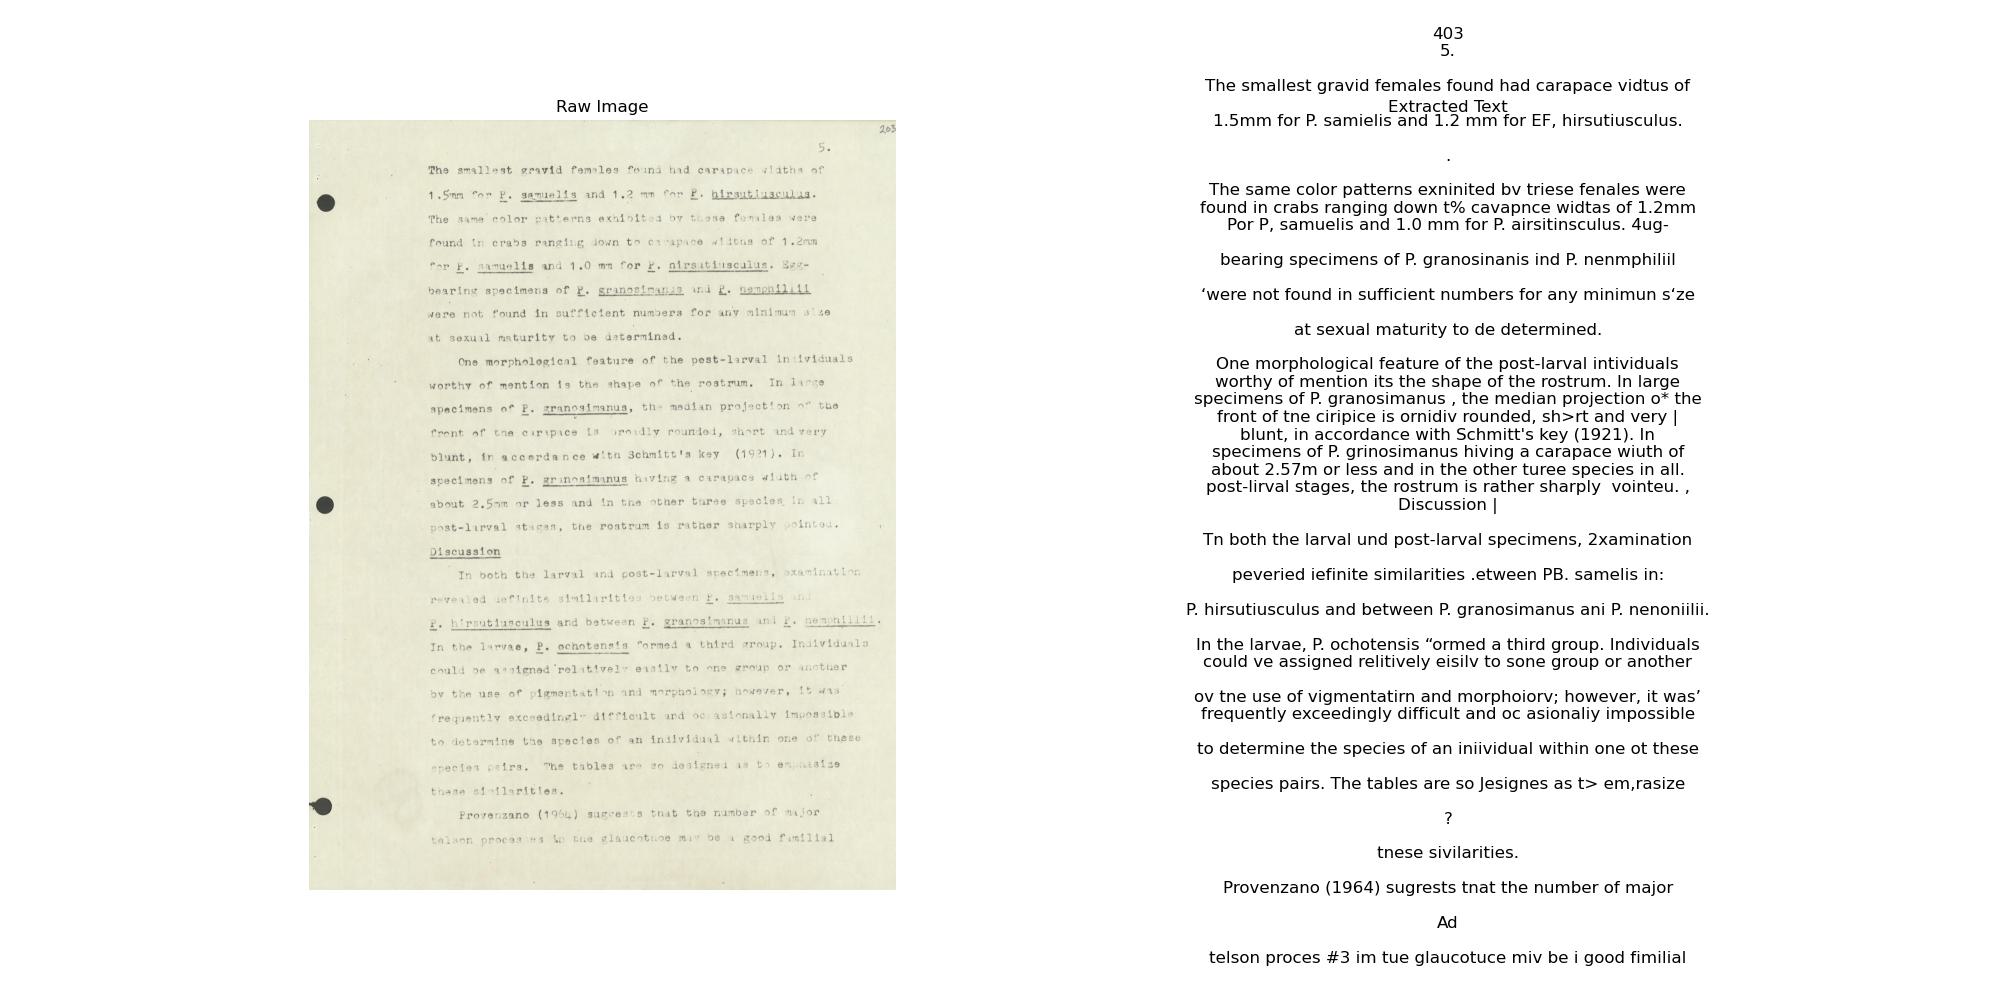 Raw Image
203
5.
The smallest gravid females found had carapace widths of
1.5mm for P. samuelis and 1.2 mm for P. hirsutiusculus.
The same color patterns exhibited by these females were
found in crabs ranging down to carapace widths of 1.2mm
for P. samuelis and 1.0 mm for P. hirsutiusculus. Egg-
bearing specimens of P. granosimanus and P. hemphillii
were not found in sufficient numbers for any minimum size
at sexual maturity to be determined.
One morphological feature of the post-larval individuals
worthy of mention is the shape of the rostrum. In large
specimens of P. granosimanus, the median projection of the
front of the carapace is broadly rounded, short and very
blunt, in accordance with Schmitt's key (1921). In
specimens of P. granosimanus having a carapace width of
about 2.5mm or less and in the other three species in all
post-larval stages, the rostrum is rather sharply pointed.
Discussion
In both the larval and post-larval specimens, examination
revealed definite similarities between P. samuelis and
P. hirsutiusculus and between P. granosimanus and P. hemphillii.
In the larvae, P. ochotensis formed a third group. Individuals
could be assigned relatively easily to one group or another
by the use of pigmentation and morphology; however, it was
frequently exceedingly difficult and occasionally impossible
to determine the species of an individual within one of these
species pairs. The tables are so designed as to emphasize
these similarities.
Provenzano (1964) suggests that the number of major
telson processes in the glaucothoe may be a good familial
403
5.
The smallest gravid females found had carapace vidtus of
Extracted Text
1.5mm for P. samielis and 1.2 mm for EF, hirsutiusculus.
.
The same color patterns exninited bv triese fenales were
found in crabs ranging down t% cavapnce widtas of 1.2mm
Por P, samuelis and 1.0 mm for P. airsitinsculus. 4ug-
bearing specimens of P. granosinanis ind P. nenmphiliil
‘were not found in sufficient numbers for any minimun s‘ze
at sexual maturity to de determined.
One morphological feature of the post-larval intividuals
worthy of mention its the shape of the rostrum. In large
specimens of P. granosimanus , the median projection o* the
front of tne ciripice is ornidiv rounded, sh>rt and very |
blunt, in accordance with Schmitt's key (1921). In
specimens of P. grinosimanus hiving a carapace wiuth of
about 2.57m or less and in the other turee species in all.
post-lirval stages, the rostrum is rather sharply  vointeu. ,
Discussion |
Tn both the larval und post-larval specimens, 2xamination
peveried iefinite similarities .etween PB. samelis in:
P. hirsutiusculus and between P. granosimanus ani P. nenoniilii.
In the larvae, P. ochotensis “ormed a third group. Individuals
could ve assigned relitively eisilv to sone group or another
ov tne use of vigmentatirn and morphoiorv; however, it was’
frequently exceedingly difficult and oc asionaliy impossible
to determine the species of an iniividual within one ot these
species pairs. The tables are so Jesignes as t> em,rasize
?
tnese sivilarities.
Provenzano (1964) sugrests tnat the number of major
Ad
telson proces #3 im tue glaucotuce miv be i good fimilial